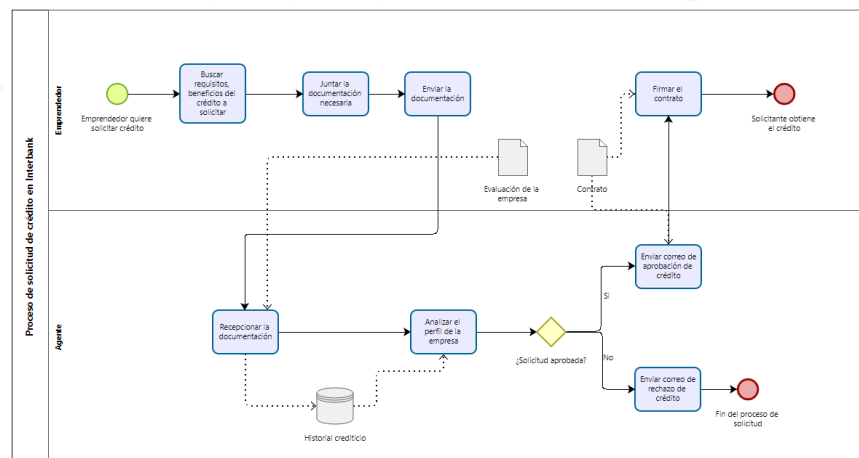 Proceso de solicitud de crédito en Interbank
Emprendedor
Emprendedor quiere
solicitar crédito
Buscar
requisitos,
beneficios del
crédito a
solicitar
Juntar la
documentación
necesaria
Enviar la
documentación
Evaluación de la
empresa
Contrato
Firmar el
contrato
Solicitante obtiene
el crédito
Agente
Recepcionar la
documentación
Historial crediticio
Analizar el
perfil de la
empresa
¿Solicitud aprobada?
Si
Enviar correo de
aprobación de
crédito
No
Enviar correo de
rechazo de
crédito
Fin del proceso de
solicitud